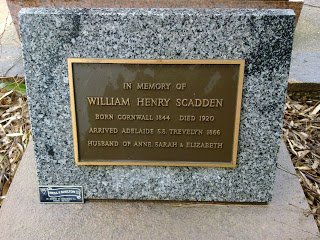 IN MEMORY OF
WILLIAM HENRY SCADDEN
BORN CORNWALL 1844 DIED 1920
ARRIVED ADELAIDE S.S. TREVELYN 1866
HUSBAND OF ANNE, SARAH & ELIZABETH